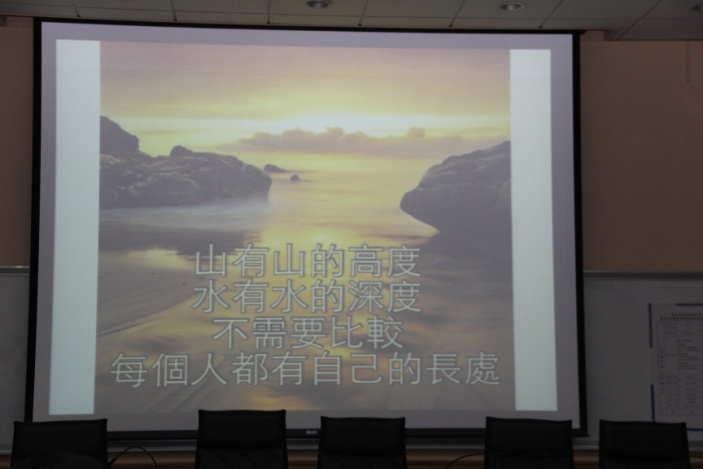 山有山的高度
水有水的深度
不需要比較
每個人都有自己的長處